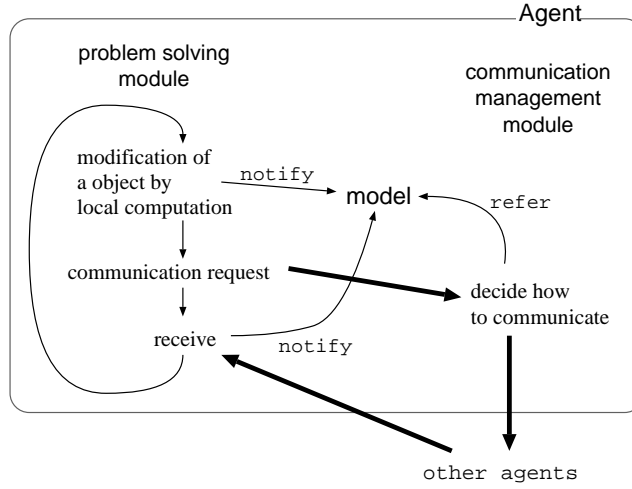 Agent
problem solving
module
communication
management
module
modification of
a object by
local computation
notify
model
refer
communication request
decide how
to communicate
receive
notify
other agents